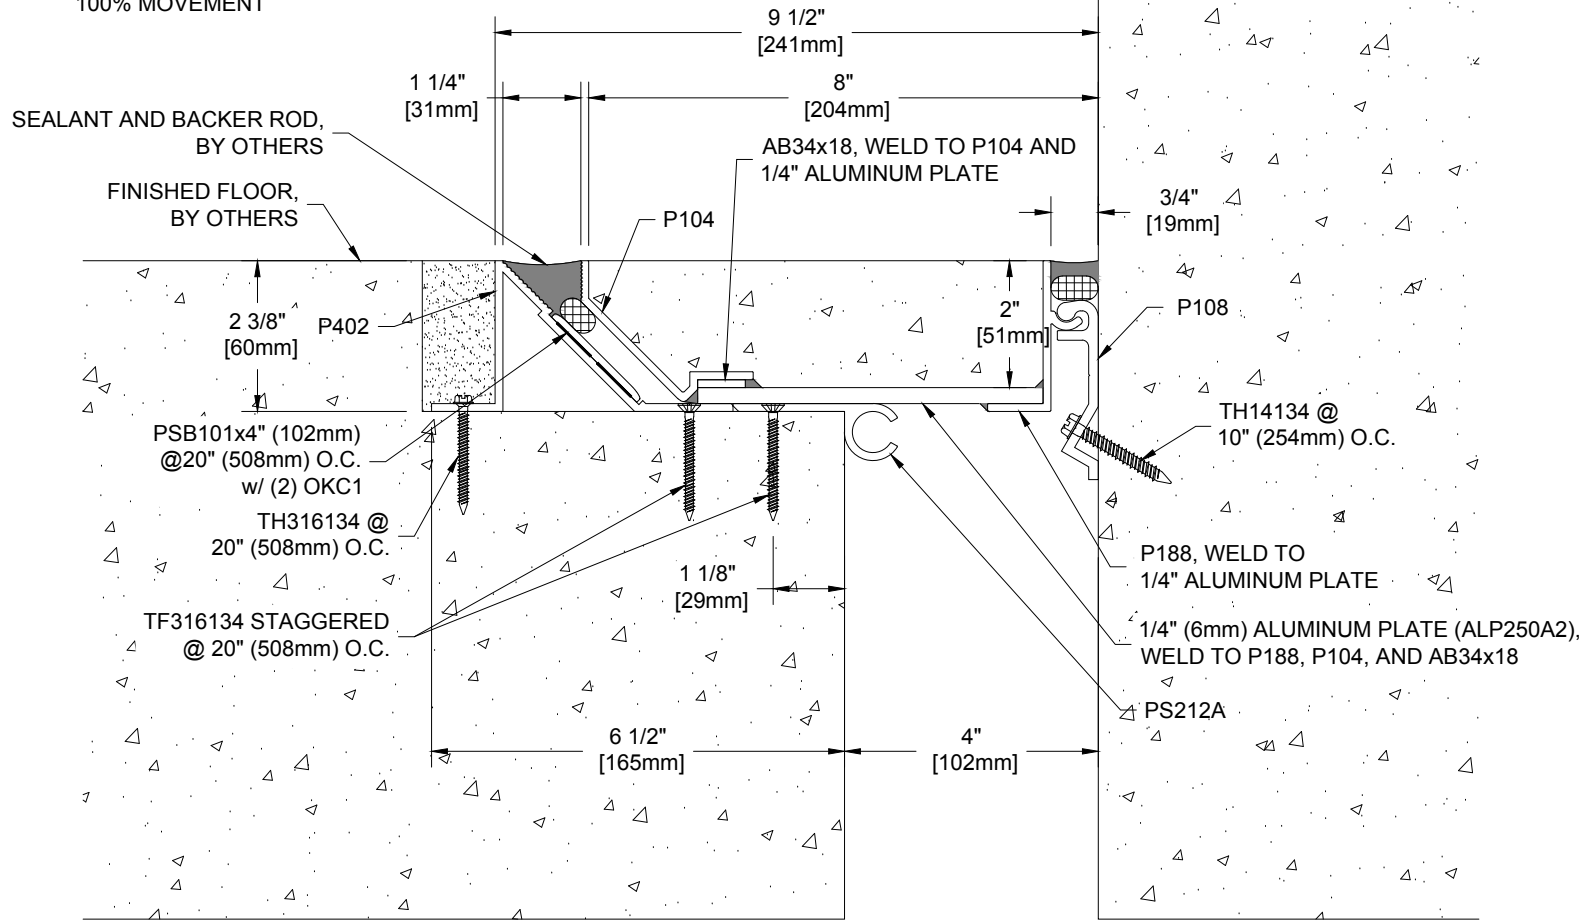 100% MOVEMENT
9 1/2"
[241mm]
1 1/4"
[31mm]
8"
[204mm]
SEALANT AND BACKER ROD,
BY OTHERS
AB34x18, WELD TO P104 AND
1/4" ALUMINUM PLATE
FINISHED FLOOR,
BY OTHERS
P104
3/4"
[19mm]
2 3/8"
[60mm]
P402
2"
[51mm]
P108
PSB101x4" (102mm)
@20" (508mm) O.C.
w/ (2) OKC1
TH14134 @
10" (254mm) O.C.
TH316134 @
20" (508mm) O.C.
P188, WELD TO
1/4" ALUMINUM PLATE
1 1/8"
[29mm]
TF316134 STAGGERED
@ 20" (508mm) O.C.
1/4" (6mm) ALUMINUM PLATE (ALP250A2),
WELD TO P188, P104, AND AB34x18
PS212A
6 1/2"
[165mm]
4"
[102mm]